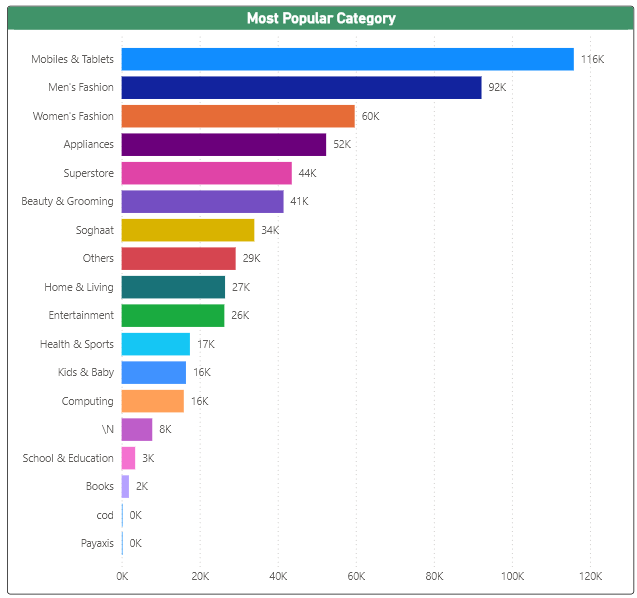 Most Popular Category
Mobiles & Tablets 116K
Men's Fashion 92K
Women's Fashion 60K
Appliances 52K
Superstore 44K
Beauty & Grooming 41K
Soghaat 34K
Others 29K
Home & Living 27K
Entertainment 26K
Health & Sports 17K
Kids & Baby 16K
Computing 16K
\N 8K
School & Education 3K
Books 2K
cod 0K
Payaxis 0K
0K 20K 40K 60K 80K 100K 120K